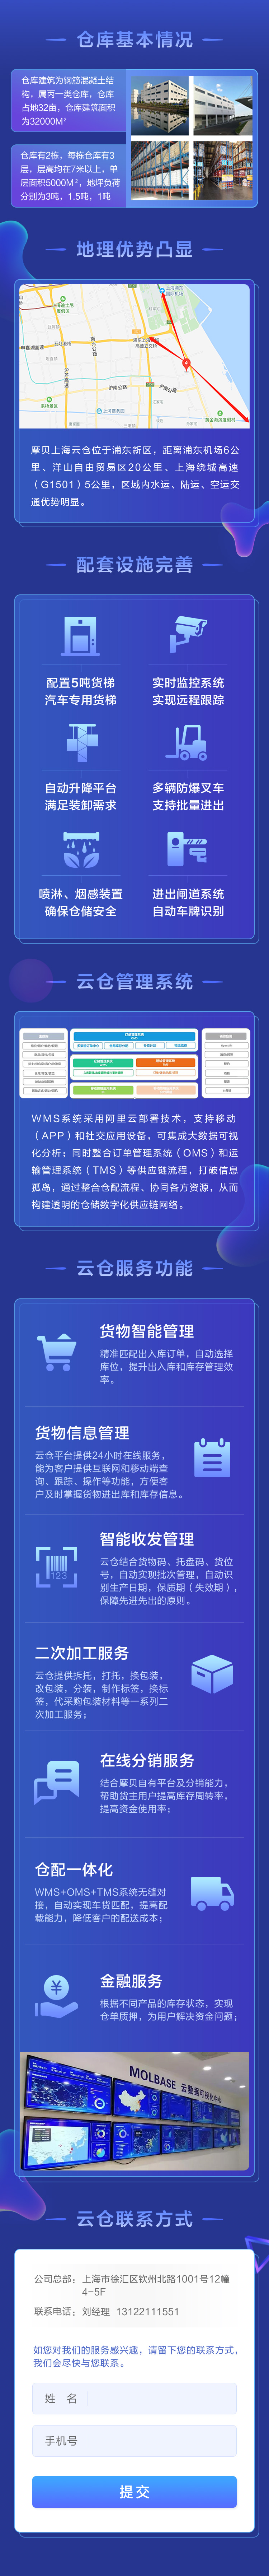 仓库基本情况
仓库建筑为钢筋混凝土结
构，属丙一类仓库，仓库
占地32亩，仓库建筑面积
为32000M²
仓库有2栋，每栋仓库有3
层，层高均在7米以上，单
层面积5000M²，地坪负荷
分别为3吨，1.5吨，1吨
地理优势凸显
沪南公路
沪南公路
摩贝上海云仓位于浦东新区，距离浦东机场6公
里、洋山自由贸易区20公里、上海绕城高速
（G1501）5公里，区域内水运、陆运、空运交
通优势明显。
配套设施完善
配置5吨货梯
汽车专用货梯
实时监控系统
实现远程跟踪
自动升降平台
满足装卸需求
多辆防爆叉车
支持批量进出
喷淋、烟感装置
确保仓储安全
进出闸道系统
自动车牌识别
云仓管理系统
WMS系统采用阿里云部署技术，支持移动
（APP）和社交应用设备，可集成大数据可视
化分析；同时整合订单管理系统（OMS）和运
输管理系统（TMS）等供应链流程，打破信息
孤岛，通过整合仓配流程、协同各方资源，从而
构建透明的仓储数字化供应链网络。
云仓服务功能
货物智能管理
精准匹配出入库订单，自动选择
库位，提升出入库和库存管理效
率。
货物信息管理
云仓平台提供24小时在线服务，
能为客户提供互联网和移动端查
询、跟踪、操作等功能，方便客
户及时掌握货物进出库和库存信息。
智能收发管理
123
云仓结合货物码、托盘码、货位
号，自动实现批次管理，自动识
别生产日期，保质期（失效期），
保障先进先出的原则。
二次加工服务
云仓提供拆托，打托，换包装，
改包装，分装，制作标签，换标
签，代采购包装材料等一系列二
次加工服务；
在线分销服务
结合摩贝自有平台及分销能力，
帮助货主用户提高库存周转率，
提高资金使用率；
仓配一体化
WMS+OMS+TMS系统无缝对
接，自动实现车货匹配，提高配
载能力，降低客户的配送成本；
金融服务
根据不同产品的库存状态，实现
仓单质押，为用户解决资金问题；
MOLBASE 云数据可视化中心
云仓联系方式
公司总部：上海市徐汇区钦州北路1001号12幢
4-5F
联系电话：刘经理 13122111551
如您对我们的服务感兴趣，请留下您的联系方式，
我们会尽快与您联系。
姓 名
手机号
提交